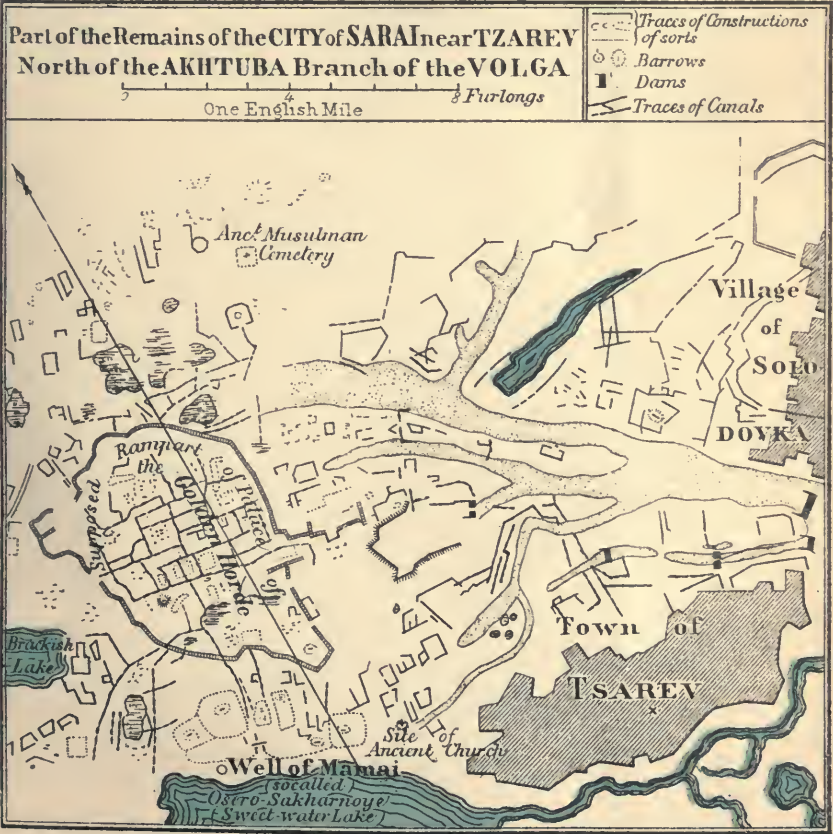 Part of the Remains of the CITY of SARAI near TZAREV
North of the AKHTUBA Branch of the VOLGA
4 8 Furlongs
One English Mile
Traces of Constructions
of sorts
Barrows
Dams
Traces of Canals
Anct. Musulman
Cemetery
Village
of
SOLO
DOVKA
Rampart
the
of Palace of
Golden Horde
Supposed
Brackish
Lake
Town of
TSAREV
Site of
Ancient Church
Well of Mamai
(so called)
Osero-Sakharnoye
(Sweet-water Lake)